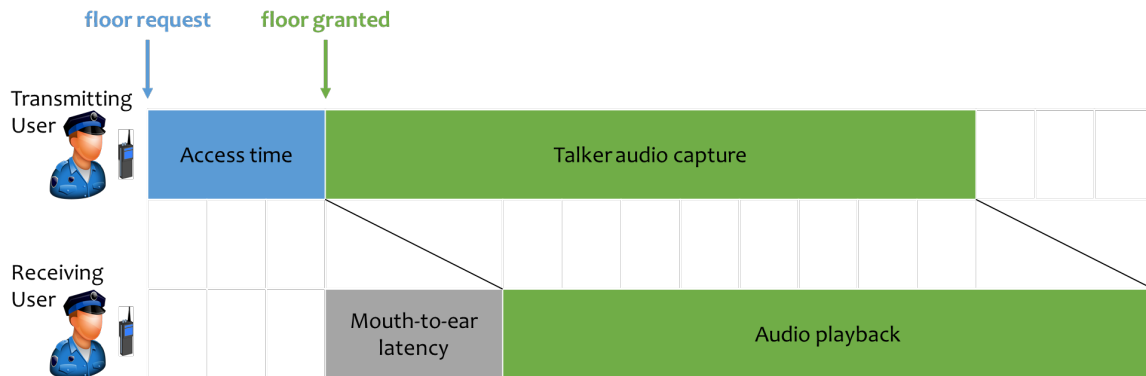 floor request
floor granted
Transmitting
User
Access time
Talker audio capture
Receiving
User
Mouth-to-ear
latency
Audio playback